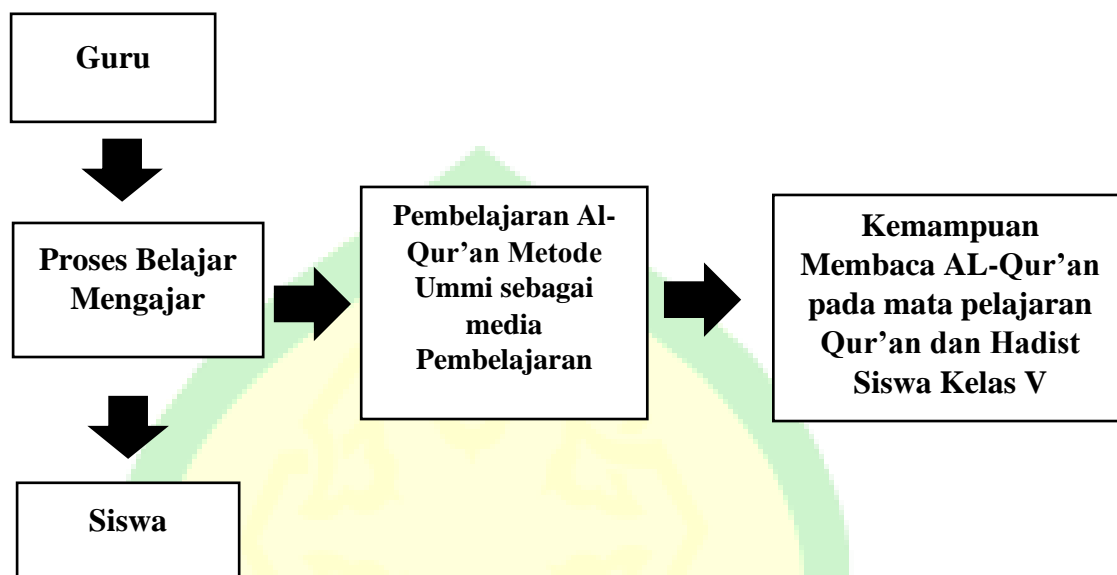 Guru
Proses Belajar
Mengajar
Siswa
Pembelajaran Al-
Qur’an Metode
Ummi sebagai
media
Pembelajaran
Kemampuan
Membaca AL-Qur’an
pada mata pelajaran
Qur’an dan Hadist
Siswa Kelas V